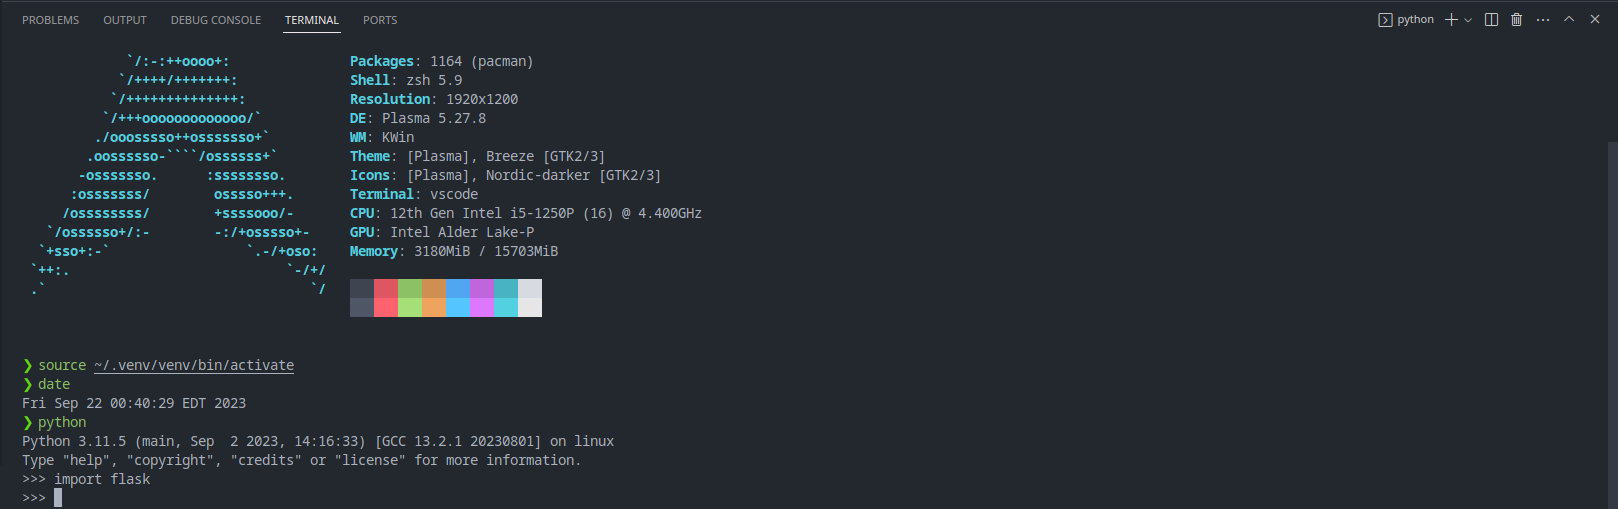 PROBLEMS OUTPUT DEBUG CONSOLE TERMINAL PORTS python
`/:-:++oooo+: Packages: 1164 (pacman)
`/++++/+++++++: Shell: zsh 5.9
`/++++++++++++++: Resolution: 1920x1200
`/+++ooooooooooooo/` DE: Plasma 5.27.8
./ooosssso++osssssso+` WM: KWin
.oossssso-````/ossssss+` Theme: [Plasma], Breeze [GTK2/3]
-osssssso. :ssssssso. Icons: [Plasma], Nordic-darker [GTK2/3]
:osssssss/ osssso+++. Terminal: vscode
/ossssssss/ +ssssooo/- CPU: 12th Gen Intel i5-1250P (16) @ 4.400GHz
`/ossssso+/:- -:/+osssso+- GPU: Intel Alder Lake-P
`+sso+:-` `.-/+oso: Memory: 3180MiB / 15703MiB
`++:. `-/+/
.` `/
❯ source ~/.venv/venv/bin/activate
❯ date
Fri Sep 22 00:40:29 EDT 2023
❯ python
Python 3.11.5 (main, Sep  2 2023, 14:16:33) [GCC 13.2.1 20230801] on linux
Type "help", "copyright", "credits" or "license" for more information.
>>> import flask
>>>